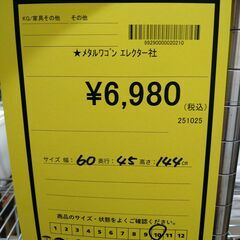 KG/家具その他 その他
99290000020210
★メタルワゴン エレクター社
¥6,980
(税込)
251025
サイズ 幅: 60 奥行: 45 高さ: 144cm
商品のサイズ・状態をよくご確認ください。
1 2 3 4 5 6 7 8 9 10 11 12